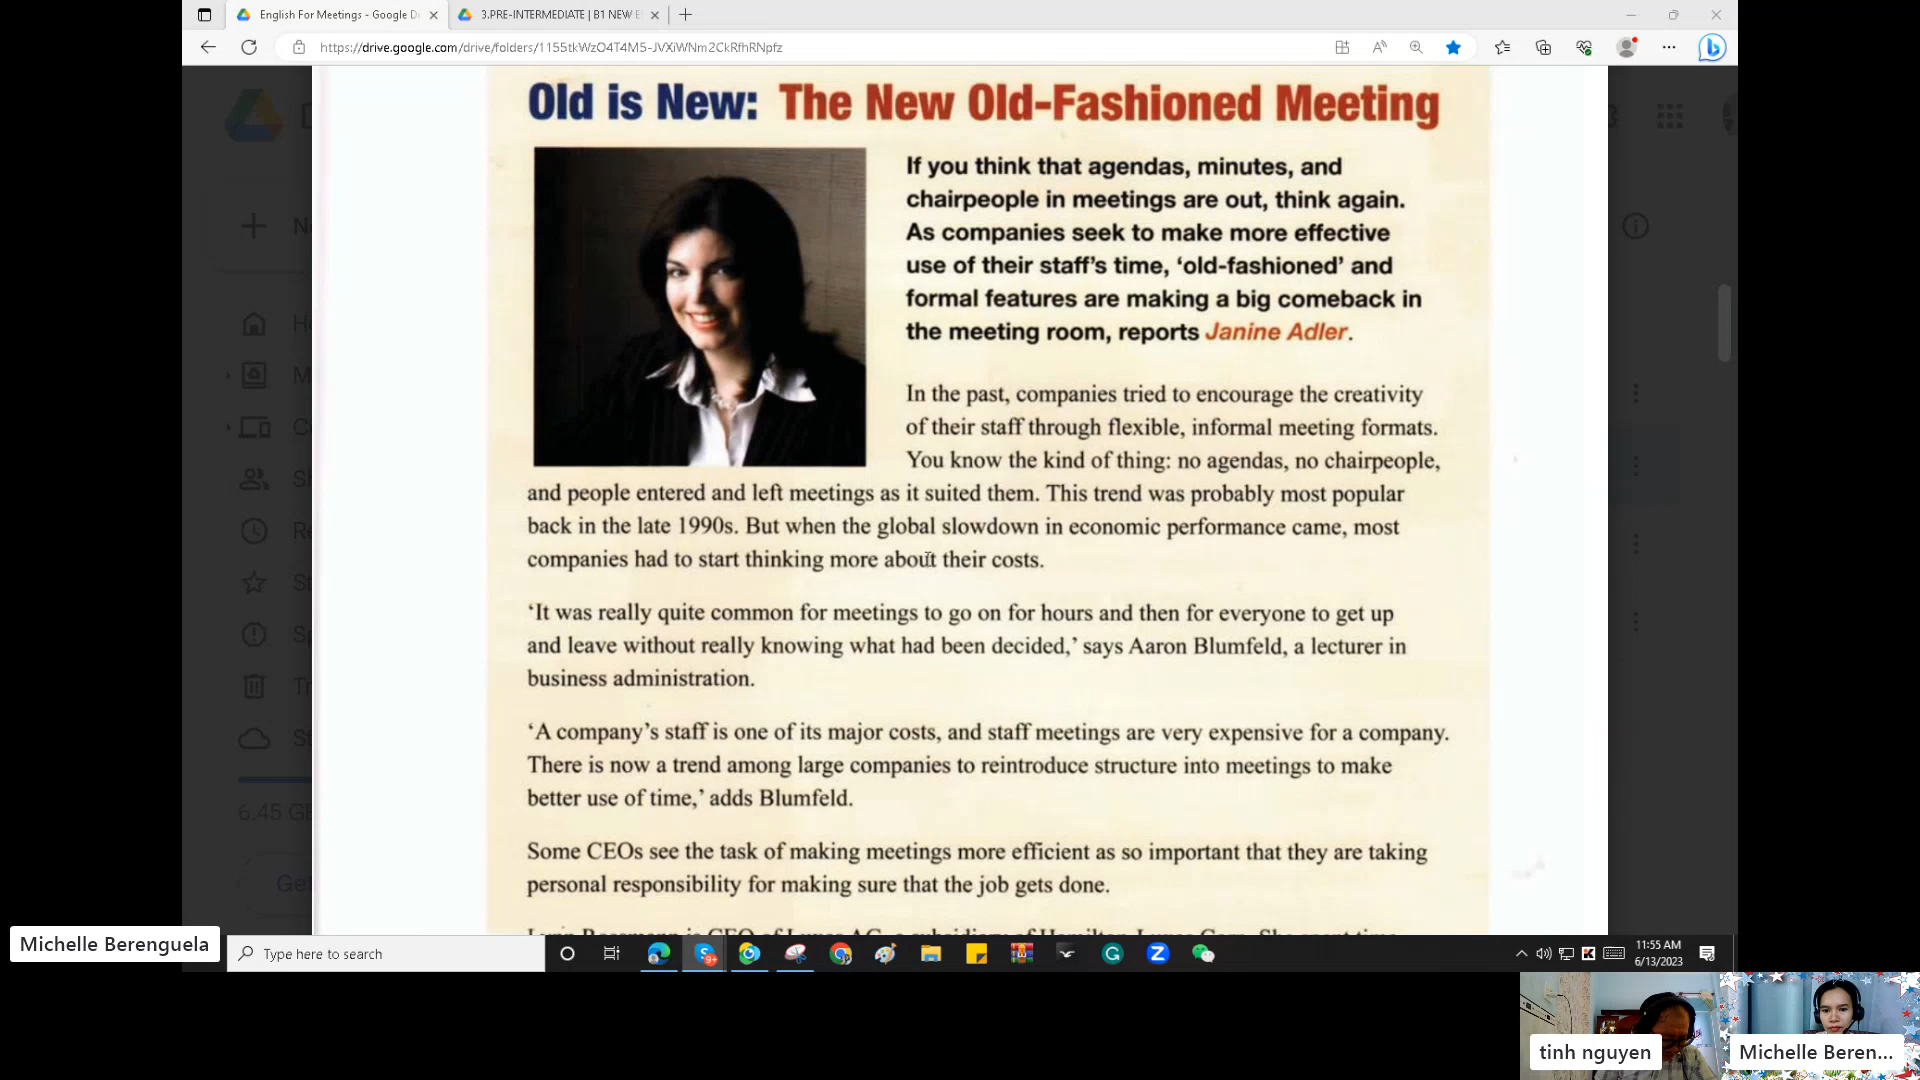 English For Meetings - Google D
3.PRE-INTERMEDIATE | B1 NEW E
https://drive.google.com/drive/folders/1155tkWzO4T4M5-JVXiWNm2CkRfhRNpfz
Old is New: The New Old-Fashioned Meeting
If you think that agendas, minutes, and
chairpeople in meetings are out, think again.
As companies seek to make more effective
use of their staff's time, 'old-fashioned' and
formal features are making a big comeback in
the meeting room, reports Janine Adler.
In the past, companies tried to encourage the creativity
of their staff through flexible, informal meeting formats.
You know the kind of thing: no agendas, no chairpeople,
and people entered and left meetings as it suited them. This trend was probably most popular
back in the late 1990s. But when the global slowdown in economic performance came, most
companies had to start thinking more about their costs.
'It was really quite common for meetings to go on for hours and then for everyone to get up
and leave without really knowing what had been decided,' says Aaron Blumfeld, a lecturer in
business administration.
'A company's staff is one of its major costs, and staff meetings are very expensive for a company.
There is now a trend among large companies to reintroduce structure into meetings to make
better use of time,' adds Blumfeld.
Some CEOs see the task of making meetings more efficient as so important that they are taking
personal responsibility for making sure that the job gets done.
6.45 GB
Michelle Berenguela
Type here to search
9+
11:55 AM
6/13/2023
tinh nguyen
Michelle Beren...